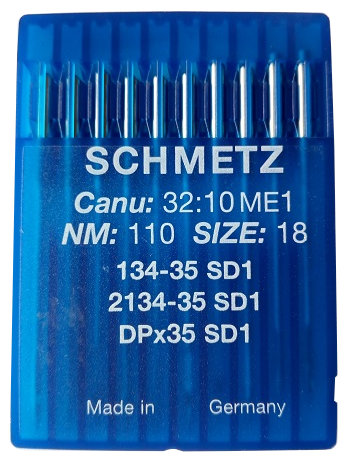 SCHMETZ
Canu: 32:10 ME1
NM: 110 SIZE: 18
134-35 SD1
2134-35 SD1
DPx35 SD1
Made in Germany